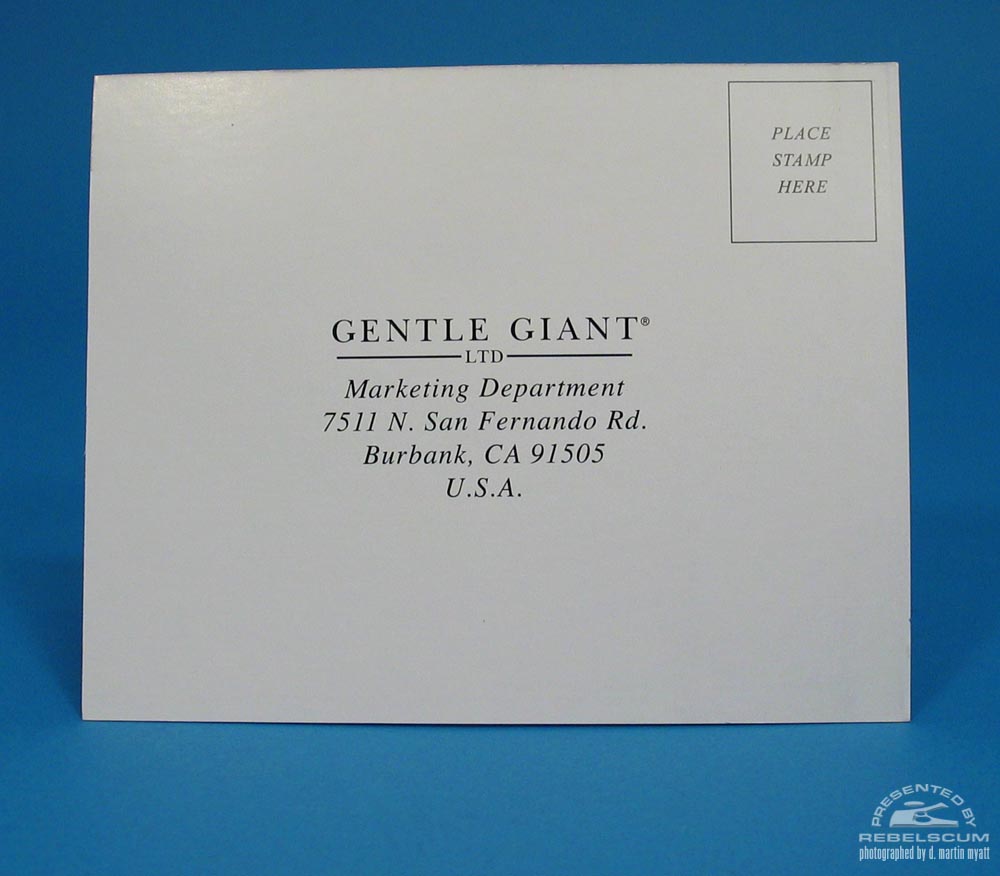 PLACE
STAMP
HERE
GENTLE GIANT®
LTD
Marketing Department
7511 N. San Fernando Rd.
Burbank, CA 91505
U.S.A.
PRESENTED BY
REBELSCUM
photographed by d. martin myatt